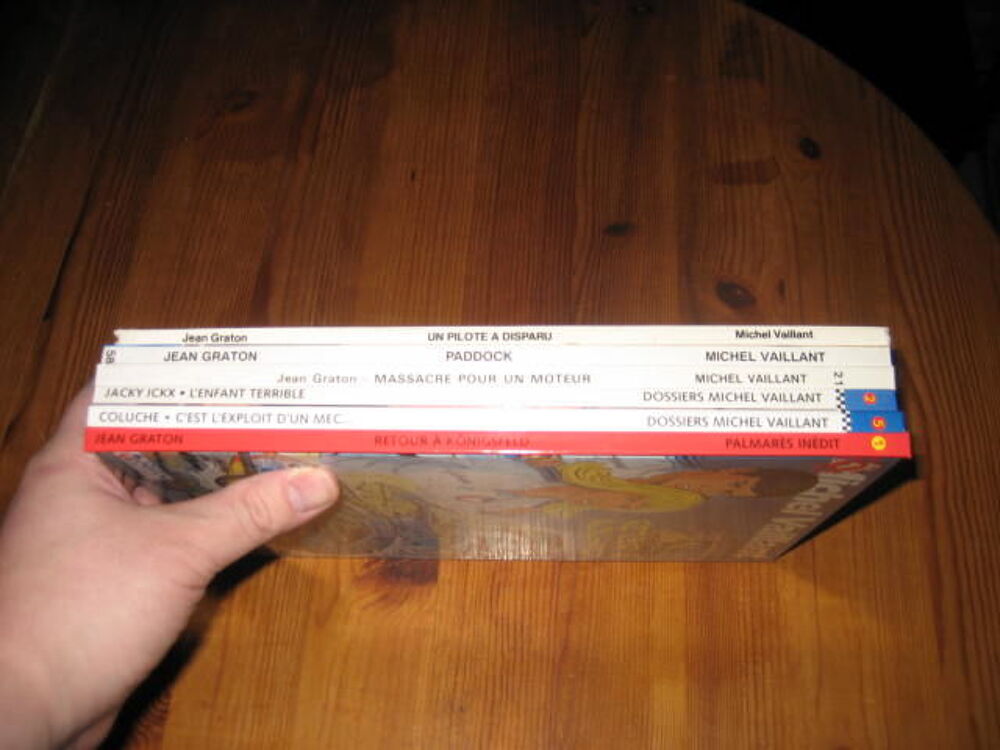 Jean Graton UN PILOTE A DISPARU Michel Vaillant
58 JEAN GRATON PADDOCK MICHEL VAILLANT
Jean Graton - MASSACRE POUR UN MOTEUR MICHEL VAILLANT 21
JACKY ICKX • L'ENFANT TERRIBLE DOSSIERS MICHEL VAILLANT 2
COLUCHE • C'EST L'EXPLOIT D'UN MEC... DOSSIERS MICHEL VAILLANT 5
JEAN GRATON RETOUR À KÖNIGSFELD PALMARÈS INÉDIT 1
Michel Vaillant